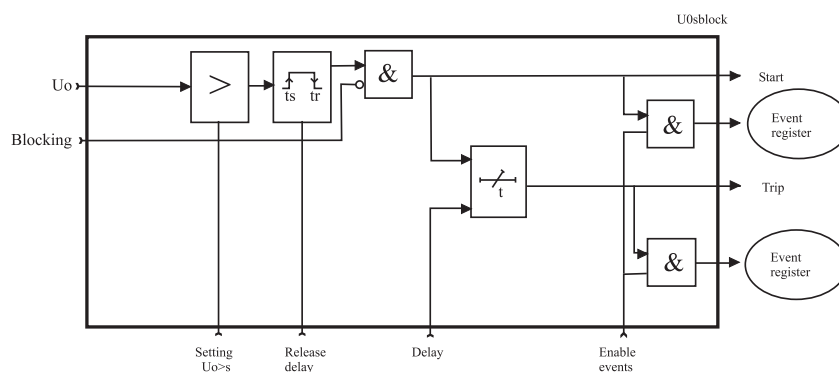 U0sblock
Uo
>
ts tr
&
Start
Blocking
&
Event
register
t
Trip
&
Event
register
Setting
Uo>s
Release
delay
Delay
Enable
events